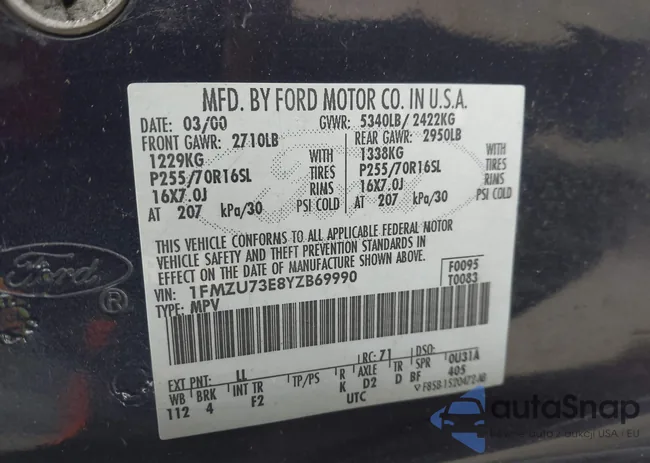 MFD. BY FORD MOTOR CO. IN U.S.A.
DATE: 03/00 GVWR: 5340LB/ 2422KG
FRONT GAWR: 2710LB REAR GAWR: 2950LB
1229KG WITH 1338KG WITH
P255/70R16SL TIRES P255/70R16SL TIRES
16X7.0J RIMS 16X7.0J RIMS
AT 207 kPa/30 PSI COLD AT 207 kPa/30 PSI COLD
THIS VEHICLE CONFORMS TO ALL APPLICABLE FEDERAL MOTOR
VEHICLE SAFETY AND THEFT PREVENTION STANDARDS IN
EFFECT ON THE DATE OF MANUFACTURE SHOWN ABOVE.
VIN: 1FMZU73E8YZB69990 F0095
TYPE: MPV T0083
EXT PNT: LL RC: 71 DSO:
WB BRK INT TR TP/PS R AXLE TR SPR 0U31A
112 4 F2 K D2 D BF 405
UTC
Ford
®
autaSnap